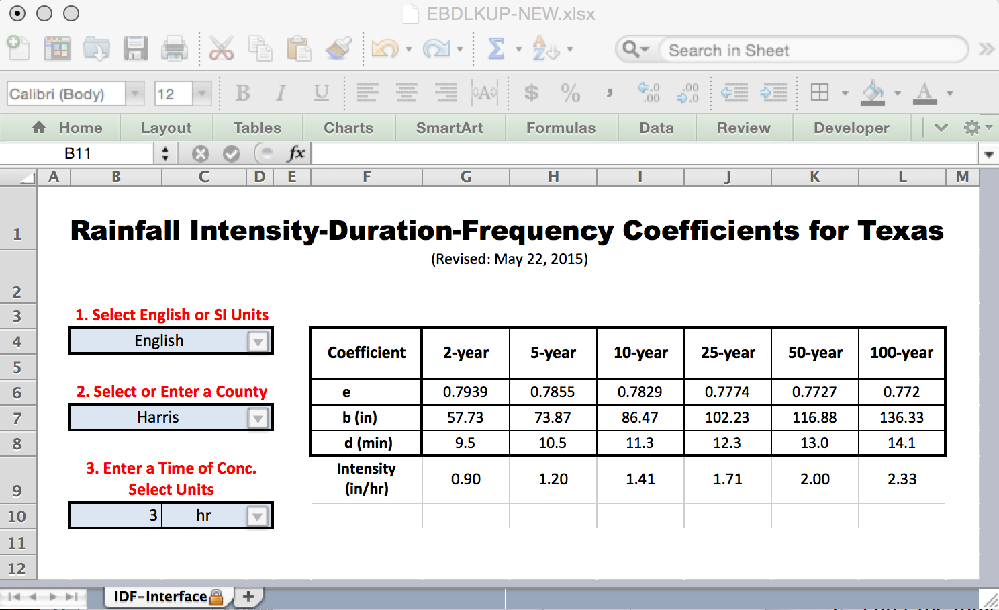 EBDLKUP-NEW.xlsx
Search in Sheet
Calibri (Body) 12 B I U A $ % , .0 .00 .00 .0 A
Home Layout Tables Charts SmartArt Formulas Data Review Developer
B11 fx
A B C D E F G H I J K L M
1 Rainfall Intensity-Duration-Frequency Coefficients for Texas
(Revised: May 22, 2015)
2
3 1. Select English or SI Units
4 English
Coefficient 2-year 5-year 10-year 25-year 50-year 100-year
5
6 2. Select or Enter a County e 0.7939 0.7855 0.7829 0.7774 0.7727 0.772
7 Harris b (in) 57.73 73.87 86.47 102.23 116.88 136.33
8 d (min) 9.5 10.5 11.3 12.3 13.0 14.1
3. Enter a Time of Conc. Intensity
9 Select Units (in/hr) 0.90 1.20 1.41 1.71 2.00 2.33
10 3 hr
11
12
IDF-Interface +